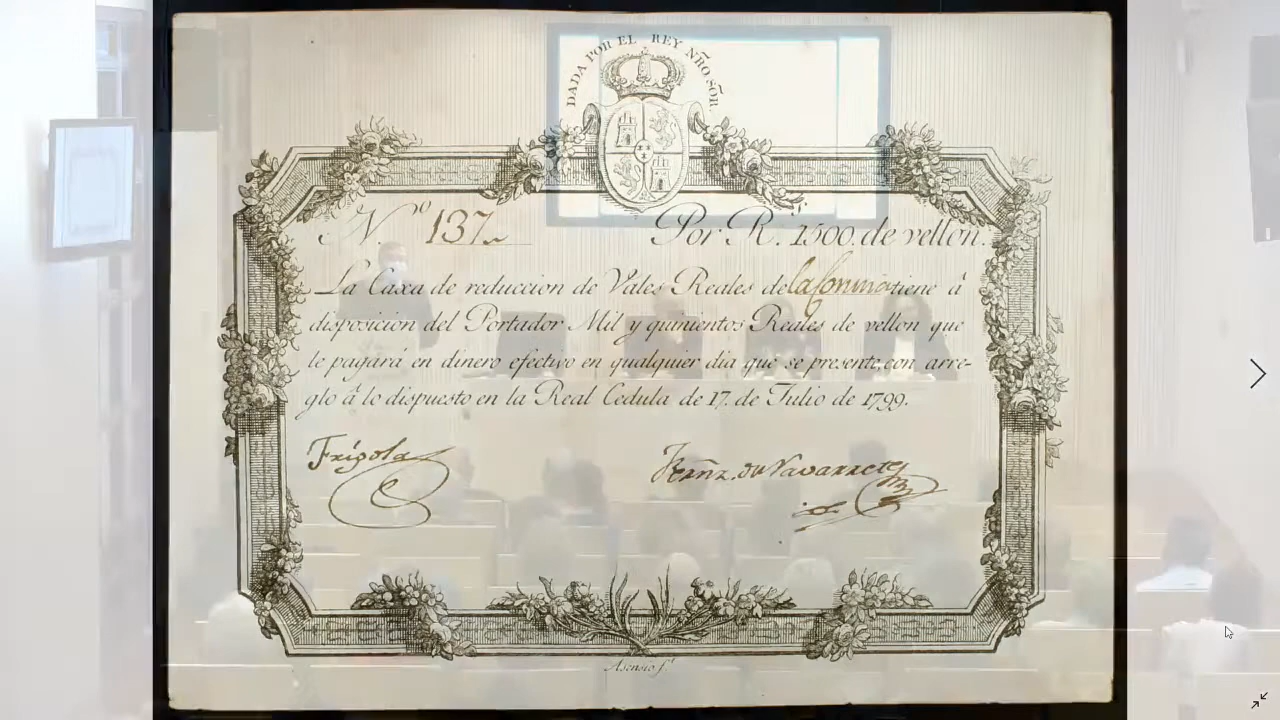 DADA POR EL REY NRO SOR.
N.º 137. Por R.s 1500. de vellon.
La Caxa de reduccion de Vales Reales de la Coruña tiene â
disposicion del Portador Mil y quinientos Reales de vellon que
le pagará en dinero efectivo en qualquier dia que se presente, con arre-
glo â lo dispuesto en la Real Cedula de 17. de Julio de 1799.
Frigola Fernz. de Navarrete
Asensio f.t